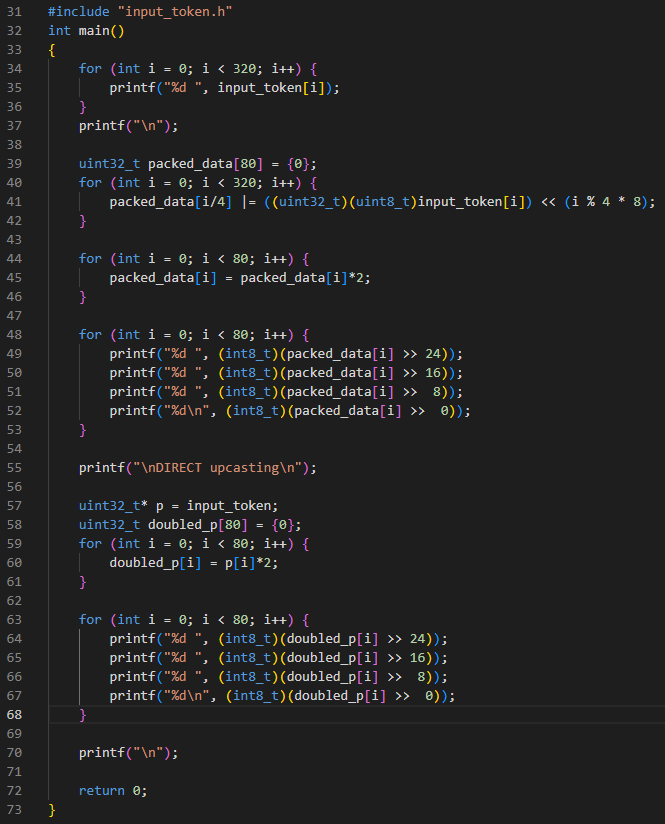 31 #include "input_token.h"
32 int main()
33 {
34     for (int i = 0; i < 320; i++) {
35         printf("%d ", input_token[i]);
36     }
37     printf("\n");
38
39     uint32_t packed_data[80] = {0};
40     for (int i = 0; i < 320; i++) {
41         packed_data[i/4] |= ((uint32_t)(uint8_t)input_token[i]) << (i % 4 * 8);
42     }
43
44     for (int i = 0; i < 80; i++) {
45         packed_data[i] = packed_data[i]*2;
46     }
47
48     for (int i = 0; i < 80; i++) {
49         printf("%d ", (int8_t)(packed_data[i] >> 24));
50         printf("%d ", (int8_t)(packed_data[i] >> 16));
51         printf("%d ", (int8_t)(packed_data[i] >>  8));
52         printf("%d\n", (int8_t)(packed_data[i] >>  0));
53     }
54
55     printf("\nDIRECT upcasting\n");
56
57     uint32_t* p = input_token;
58     uint32_t doubled_p[80] = {0};
59     for (int i = 0; i < 80; i++) {
60         doubled_p[i] = p[i]*2;
61     }
62
63     for (int i = 0; i < 80; i++) {
64         printf("%d ", (int8_t)(doubled_p[i] >> 24));
65         printf("%d ", (int8_t)(doubled_p[i] >> 16));
66         printf("%d ", (int8_t)(doubled_p[i] >>  8));
67         printf("%d\n", (int8_t)(doubled_p[i] >>  0));
68     }
69
70     printf("\n");
71
72     return 0;
73 }